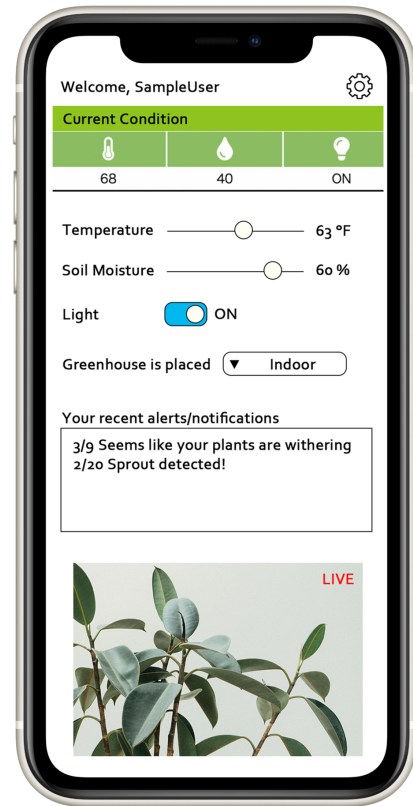 Welcome, SampleUser
Current Condition
68 40 ON
Temperature 63 °F
Soil Moisture 60 %
Light ON
Greenhouse is placed ▼ Indoor
Your recent alerts/notifications
3/9 Seems like your plants are withering
2/20 Sprout detected!
LIVE